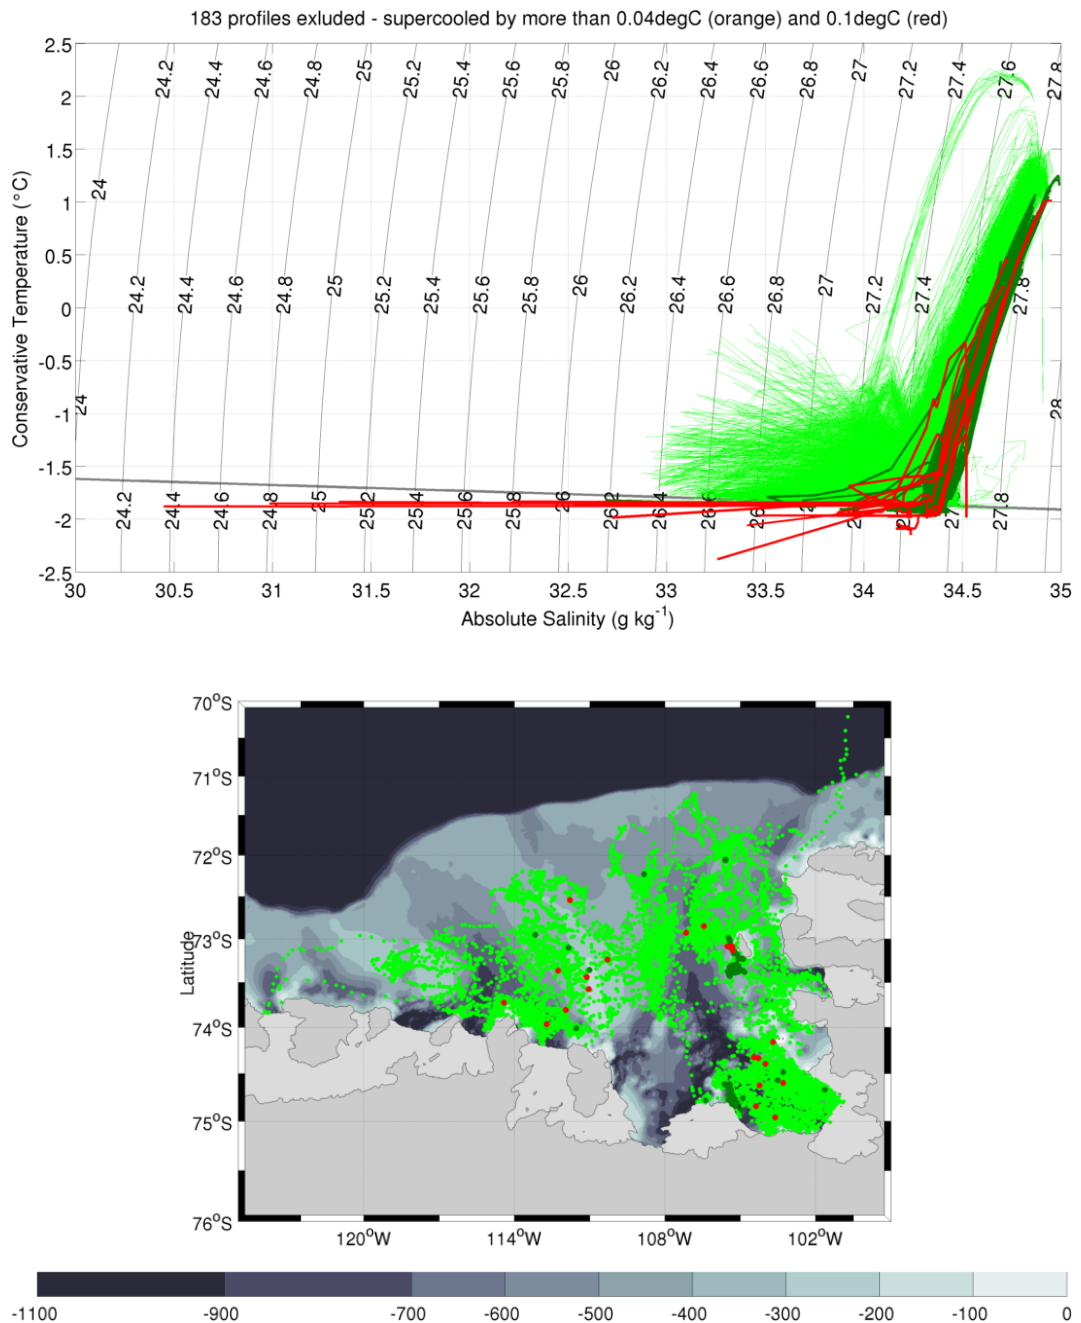 183 profiles exluded - supercooled by more than 0.04degC (orange) and 0.1degC (red)
2.5
2
1.5
1
0.5
0
-0.5
-1
-1.5
-2
-2.5
Conservative Temperature (°C)
24.2 24.4 24.6 24.8 25 25.2 25.4 25.6 25.8 26 26.2 26.4 26.6 26.8 27 27.2 27.4 27.6 27.8
24
24.2 24.4 24.6 24.8 25 25.2 25.4 25.6 25.8 26 26.2 26.4 26.6 26.8 27 27.2 27.4 27.8
24 28
24.2 24.4 24.6 24.8 25 25.2 25.4 25.6 25.8 26 26.2 27.8
30 30.5 31 31.5 32 32.5 33 33.5 34 34.5 35
Absolute Salinity (g kg-1)
70°S
71°S
72°S
73°S
74°S
75°S
76°S
Latitude
120°W 114°W 108°W 102°W
-1100 -900 -700 -600 -500 -400 -300 -200 -100 0